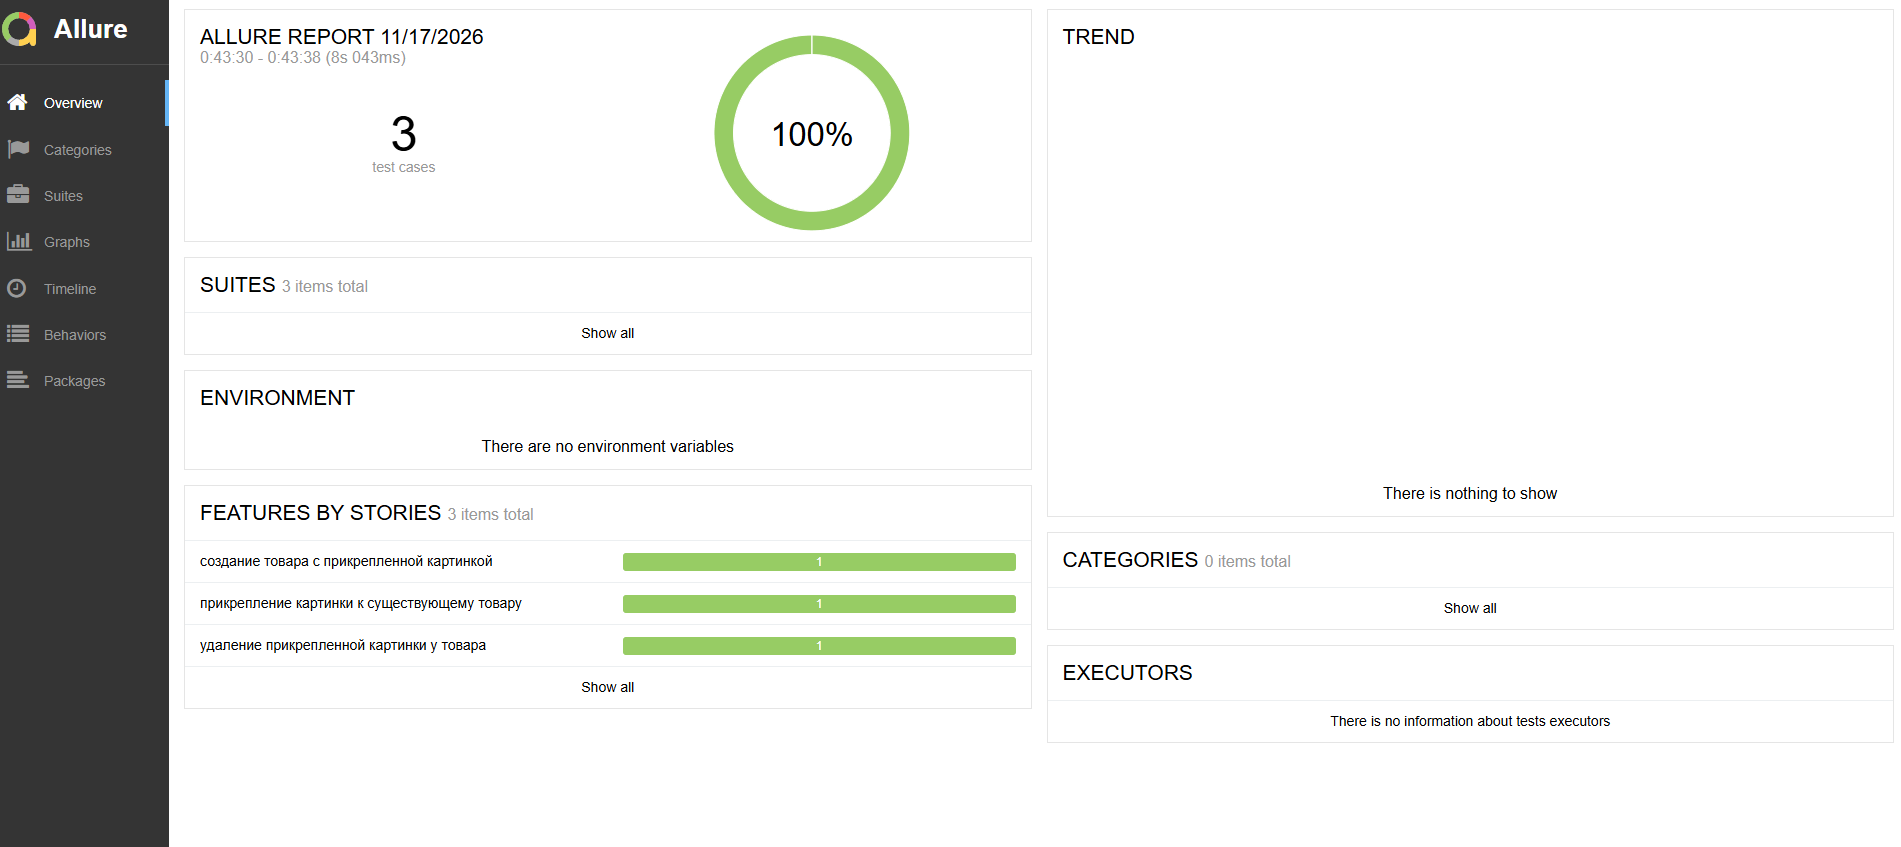 Allure
Overview
Categories
Suites
Graphs
Timeline
Behaviors
Packages
ALLURE REPORT 11/17/2026
0:43:30 - 0:43:38 (8s 043ms)
3
test cases
100%
SUITES 3 items total
Show all
ENVIRONMENT
There are no environment variables
FEATURES BY STORIES 3 items total
создание товара с прикрепленной картинкой 1
прикрепление картинки к существующему товару 1
удаление прикрепленной картинки у товара 1
Show all
TREND
There is nothing to show
CATEGORIES 0 items total
Show all
EXECUTORS
There is no information about tests executors